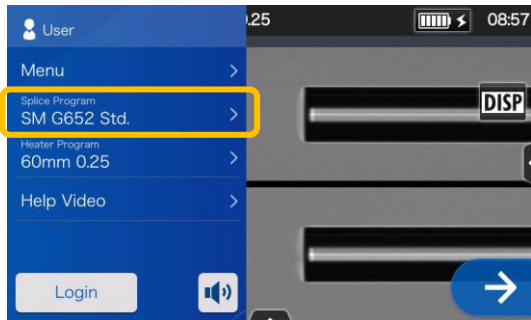 User
.25
08:57
Menu
Splice Program
SM G652 Std.
DISP
Heater Program
60mm 0.25
Help Video
Login